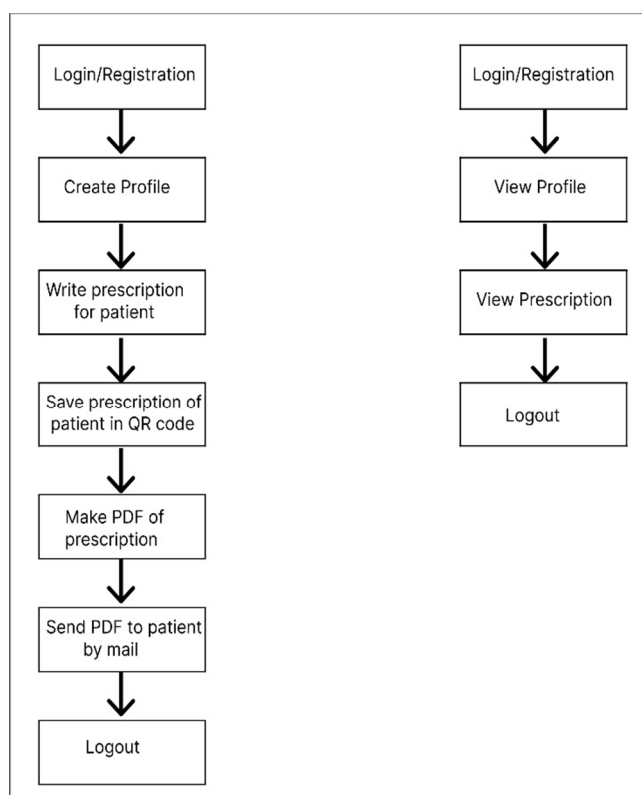 Login/Registration
Create Profile
Write prescription
for patient
Save prescription of
patient in QR code
Make PDF of
prescription
Send PDF to patient
by mail
Logout
Login/Registration
View Profile
View Prescription
Logout